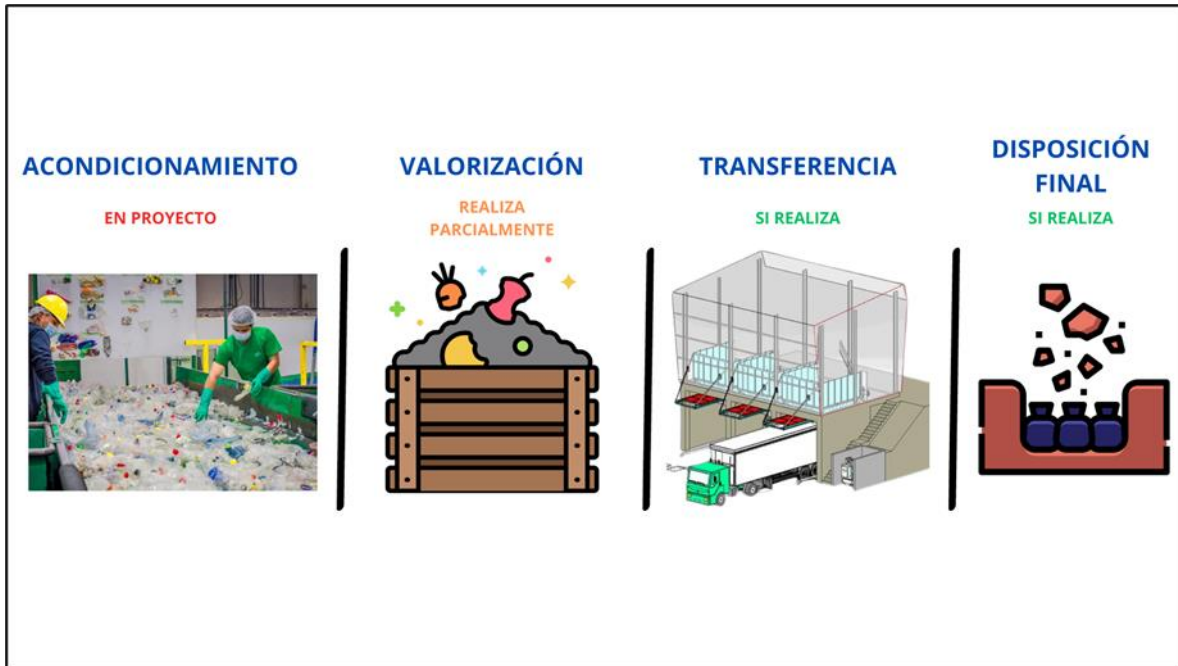 ACONDICIONAMIENTO
EN PROYECTO
VALORIZACIÓN
REALIZA
PARCIALMENTE
TRANSFERENCIA
SI REALIZA
DISPOSICIÓN
FINAL
SI REALIZA